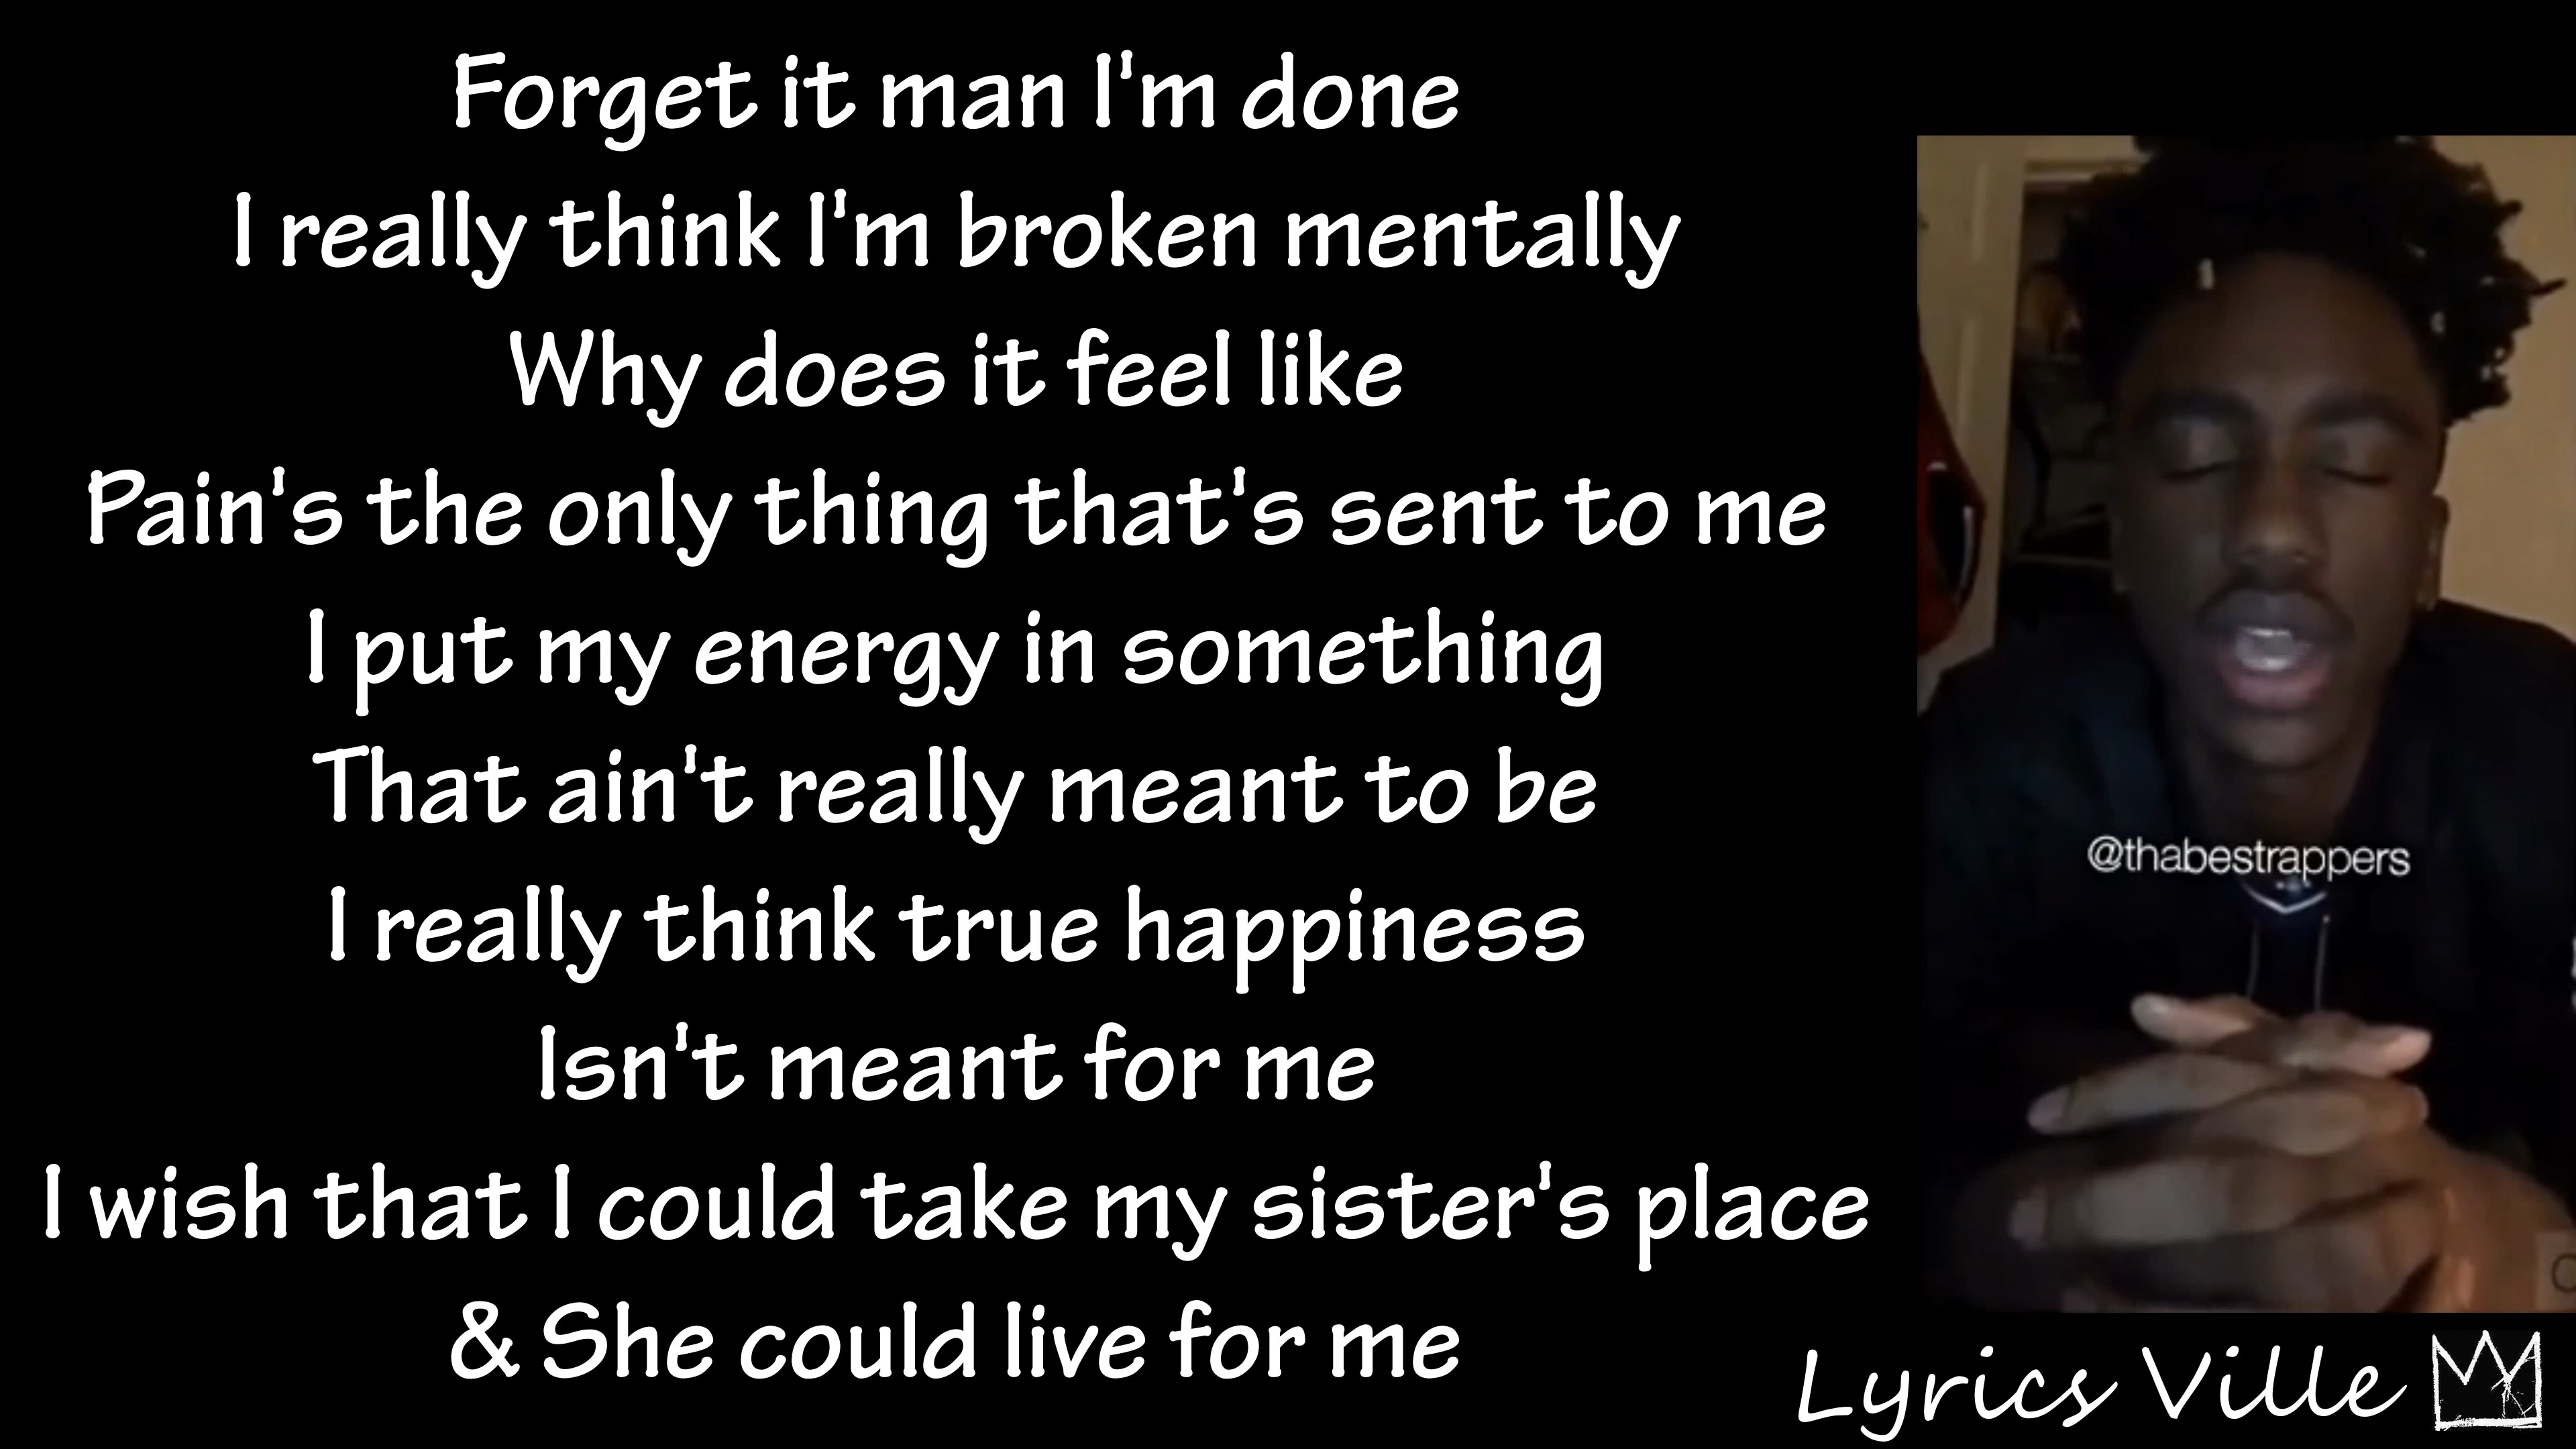 Forget it man I'm done
I really think I'm broken mentally
Why does it feel like
Pain's the only thing that's sent to me
I put my energy in something
That ain't really meant to be
I really think true happiness
Isn't meant for me
I wish that I could take my sister's place
& She could live for me
@thabestrappers
Lyrics Ville